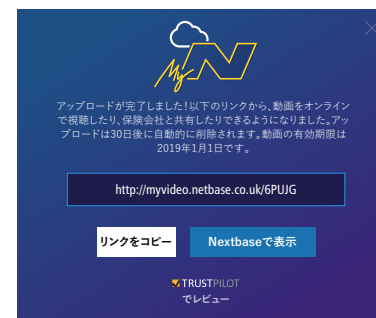 My N
アップロードが完了しました！以下のリンクから、動画をオンライン
で視聴したり、保険会社と共有したりできるようになりました。アッ
プロードは30日後に自動的に削除されます。動画の有効期限は
2019年1月1日です。
http://myvideo.netbase.co.uk/6PUJG
リンクをコピー
Nextbaseで表示
TRUSTPILOT
でレビュー